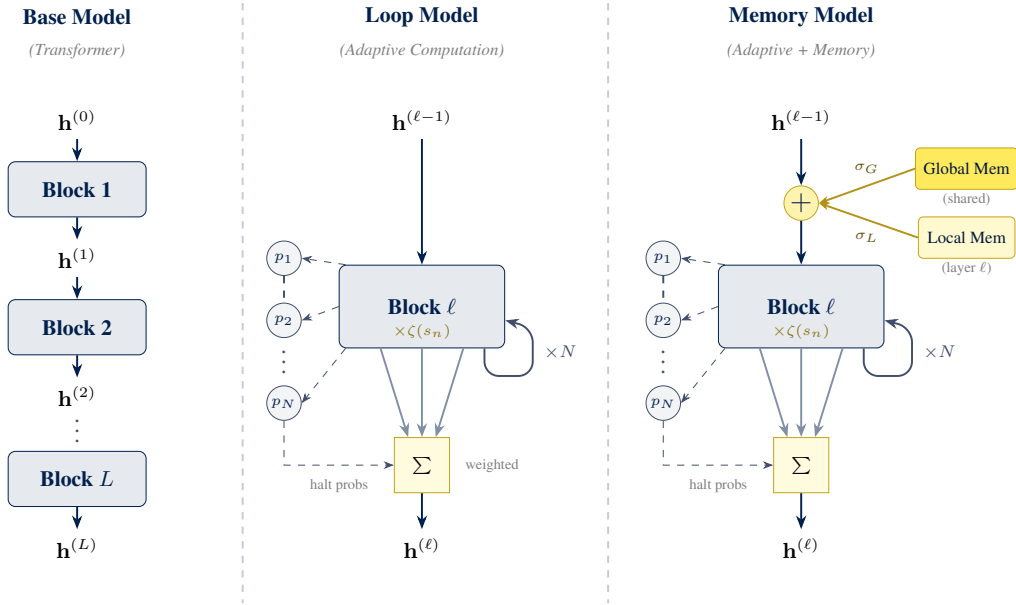 Base Model
(Transformer)
h^(0)
Block 1
h^(1)
Block 2
h^(2)
⋮
Block L
h^(L)
Loop Model
(Adaptive Computation)
h^(ℓ−1)
p_1
p_2
⋮
p_N
Block ℓ
×ζ(s_n)
×N
Σ
weighted
halt probs
h^(ℓ)
Memory Model
(Adaptive + Memory)
h^(ℓ−1)
+
σ_G
Global Mem
(shared)
σ_L
Local Mem
(layer ℓ)
p_1
p_2
⋮
p_N
Block ℓ
×ζ(s_n)
×N
Σ
halt probs
h^(ℓ)